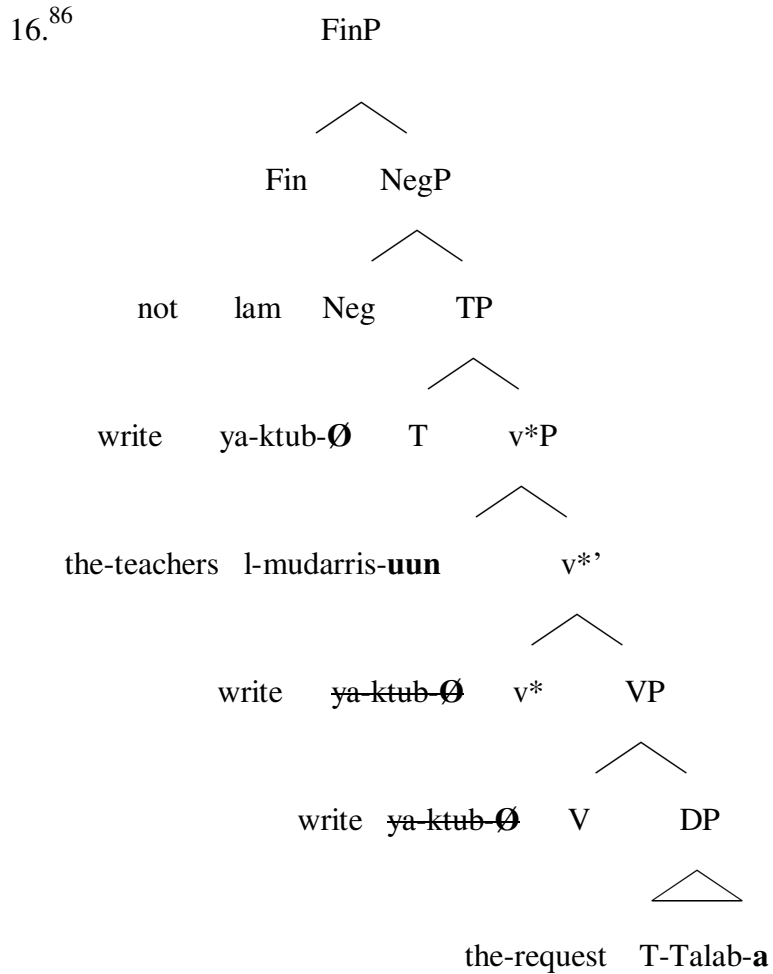 16.86 FinP
Fin NegP
not lam Neg TP
write ya-ktub-Ø T v*P
the-teachers l-mudarris-uun v*’
write ya-ktub-Ø v* VP
write ya-ktub-Ø V DP
the-request T-Talab-a